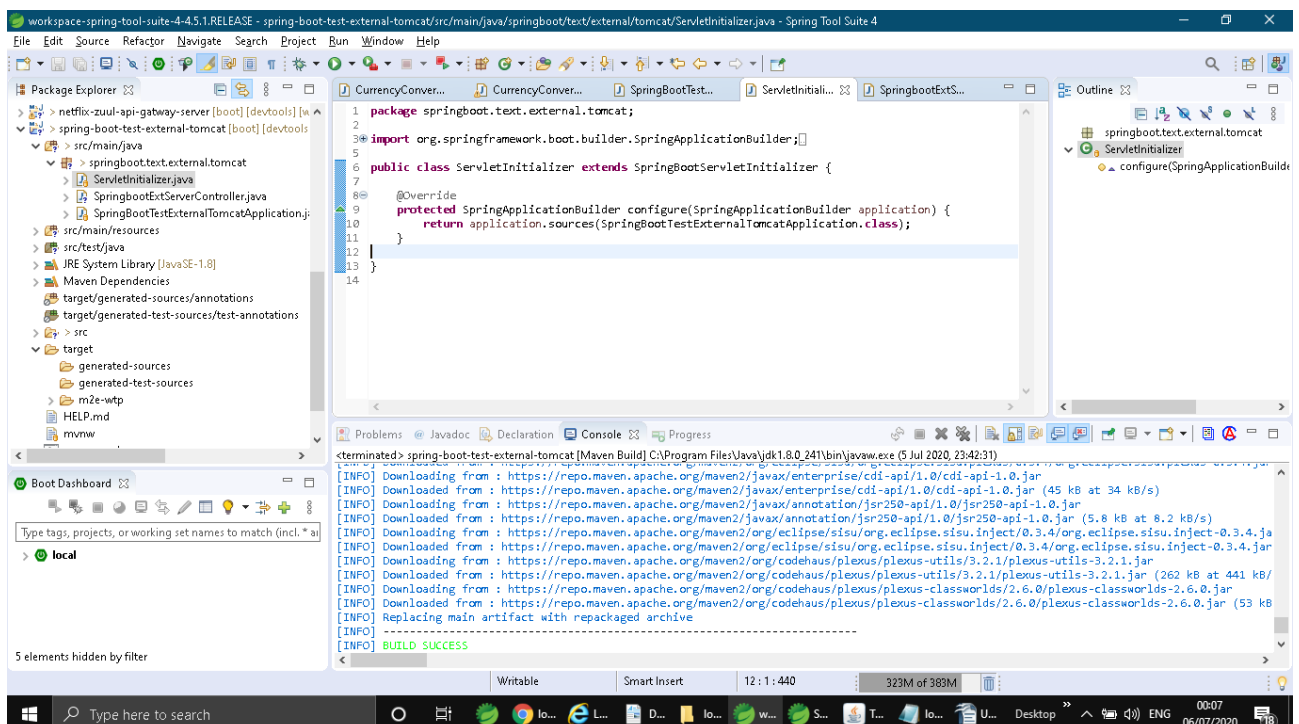 workspace-spring-tool-suite-4-4.5.1.RELEASE - spring-boot-test-external-tomcat/src/main/java/springboot/text/external/tomcat/ServletInitializer.java - Spring Tool Suite 4
File Edit Source Refactor Navigate Search Project Run Window Help
Package Explorer
> netflix-zuul-api-gatway-server [boot] [devtools] [w
> spring-boot-test-external-tomcat [boot] [devtools
> src/main/java
> springboot.text.external.tomcat
> ServletInitializer.java
> SpringbootExtServerController.java
> SpringBootTestExternalTomcatApplication.j
src/main/resources
src/test/java
JRE System Library [JavaSE-1.8]
Maven Dependencies
target/generated-sources/annotations
target/generated-test-sources/test-annotations
> src
target
generated-sources
generated-test-sources
m2e-wtp
HELP.md
mvnw
CurrencyConver... CurrencyConver... SpringBootTest... ServletInitiali... SpringbootExtS...
1 package springboot.text.external.tomcat;
2
3 import org.springframework.boot.builder.SpringApplicationBuilder;
5
6 public class ServletInitializer extends SpringBootServletInitializer {
7
8 @Override
9 protected SpringApplicationBuilder configure(SpringApplicationBuilder application) {
10 return application.sources(SpringBootTestExternalTomcatApplication.class);
11 }
12
13 }
14
Outline
springboot.text.external.tomcat
ServletInitializer
configure(SpringApplicationBuilde
Boot Dashboard
Type tags, projects, or working set names to match (incl. * a
> local
5 elements hidden by filter
Problems @ Javadoc Declaration Console Progress
<terminated> spring-boot-test-external-tomcat [Maven Build] C:\Program Files\Java\jdk1.8.0_241\bin\javaw.exe (5 Jul 2020, 23:42:31)
[INFO] Downloading from : https://repo.maven.apache.org/maven2/javax/enterprise/cdi-api/1.0/cdi-api-1.0.jar
[INFO] Downloaded from : https://repo.maven.apache.org/maven2/javax/enterprise/cdi-api/1.0/cdi-api-1.0.jar (45 kB at 34 kB/s)
[INFO] Downloading from : https://repo.maven.apache.org/maven2/javax/annotation/jsr250-api/1.0/jsr250-api-1.0.jar
[INFO] Downloaded from : https://repo.maven.apache.org/maven2/javax/annotation/jsr250-api/1.0/jsr250-api-1.0.jar (5.8 kB at 8.2 kB/s)
[INFO] Downloading from : https://repo.maven.apache.org/maven2/org/eclipse/sisu/org.eclipse.sisu.inject/0.3.4/org.eclipse.sisu.inject-0.3.4.ja
[INFO] Downloaded from : https://repo.maven.apache.org/maven2/org/eclipse/sisu/org.eclipse.sisu.inject/0.3.4/org.eclipse.sisu.inject-0.3.4.jar
[INFO] Downloading from : https://repo.maven.apache.org/maven2/org/codehaus/plexus/plexus-utils/3.2.1/plexus-utils-3.2.1.jar
[INFO] Downloaded from : https://repo.maven.apache.org/maven2/org/codehaus/plexus/plexus-utils/3.2.1/plexus-utils-3.2.1.jar (262 kB at 441 kB/
[INFO] Downloading from : https://repo.maven.apache.org/maven2/org/codehaus/plexus/plexus-classworlds/2.6.0/plexus-classworlds-2.6.0.jar
[INFO] Downloaded from : https://repo.maven.apache.org/maven2/org/codehaus/plexus/plexus-classworlds/2.6.0/plexus-classworlds-2.6.0.jar (53 kB
[INFO] Replacing main artifact with repackaged archive
[INFO] ------------------------------------------------------------------------
[INFO] BUILD SUCCESS
Writable Smart Insert 12 : 1 : 440 323M of 383M
Type here to search lo... L... D... lo... w... S... T... lo... U... Desktop ENG 00:07
06/07/2020